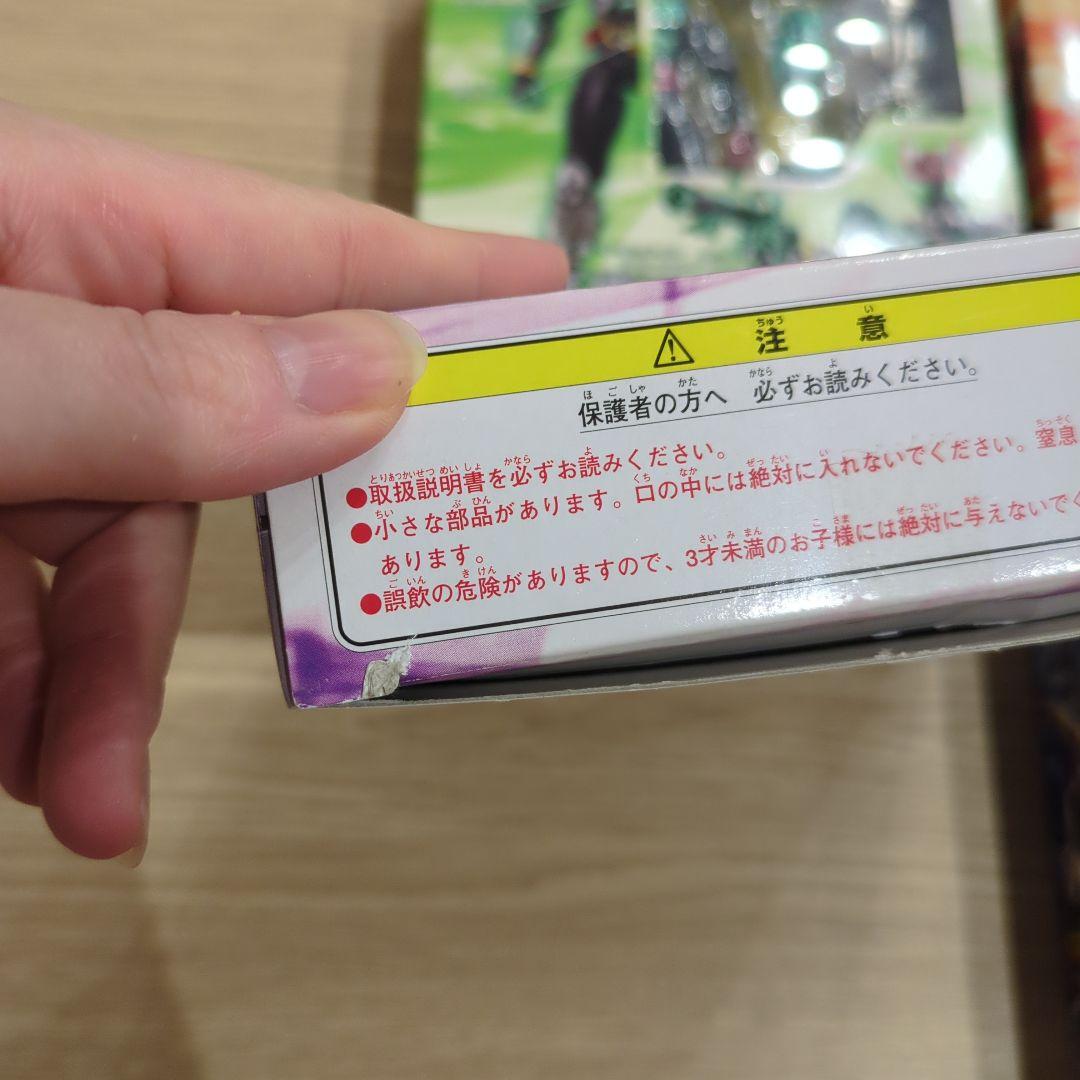 ⚠ 注意
保護者の方へ 必ずお読みください。
●取扱説明書を必ずお読みください。
●小さな部品があります。口の中には絶対に入れないでください。窒息
あります。
●誤飲の危険がありますので、3才未満のお子様には絶対に与えないでく